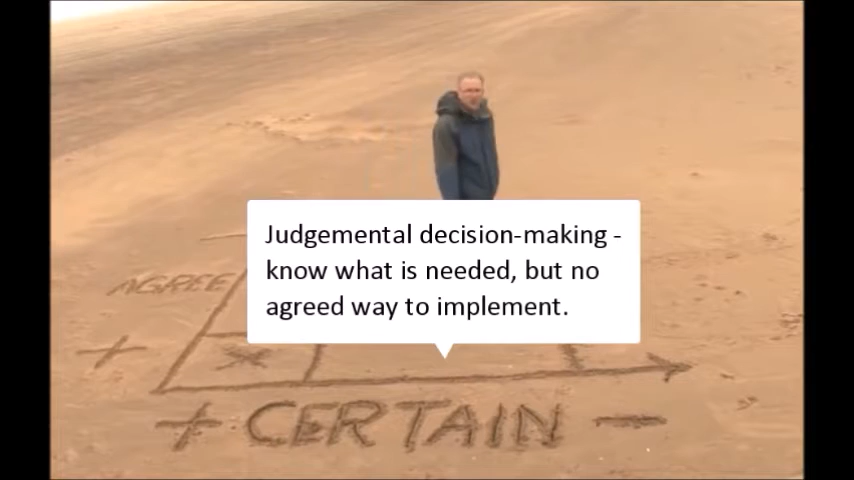 Judgemental decision-making -
know what is needed, but no
agreed way to implement.
AGREE
+
×
+ CERTAIN -